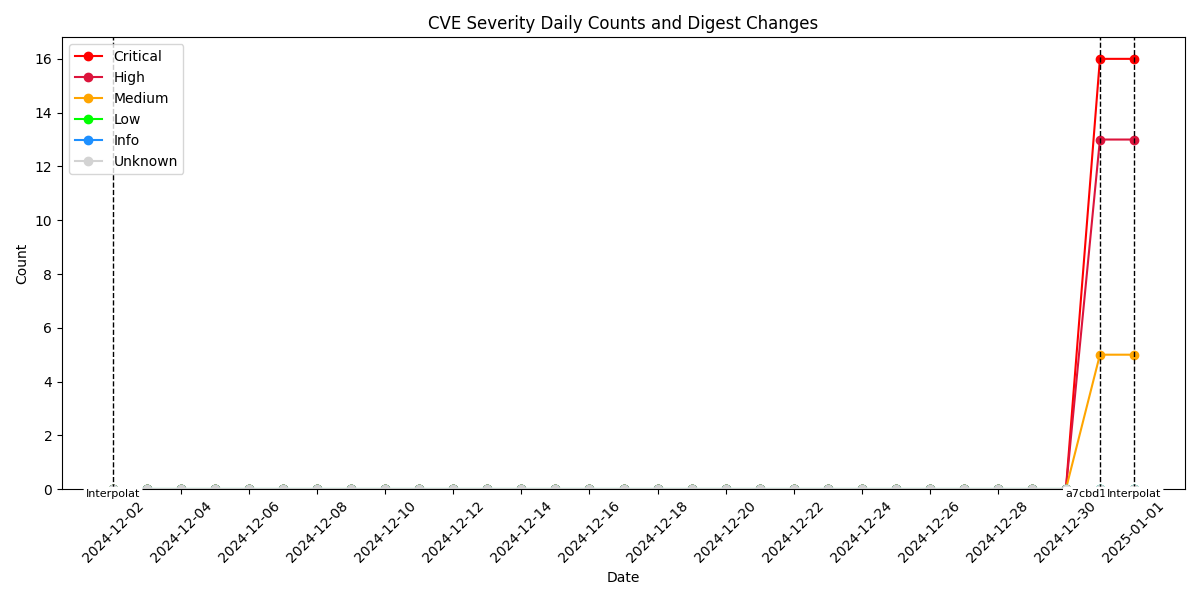 CVE Severity Daily Counts and Digest Changes
Critical
High
Medium
Low
Info
Unknown
Count
16
14
12
10
8
6
4
2
0
Interpolat
a7cbd1
Interpolat
2024-12-02
2024-12-04
2024-12-06
2024-12-08
2024-12-10
2024-12-12
2024-12-14
2024-12-16
2024-12-18
2024-12-20
2024-12-22
2024-12-24
2024-12-26
2024-12-28
2024-12-30
2025-01-01
Date